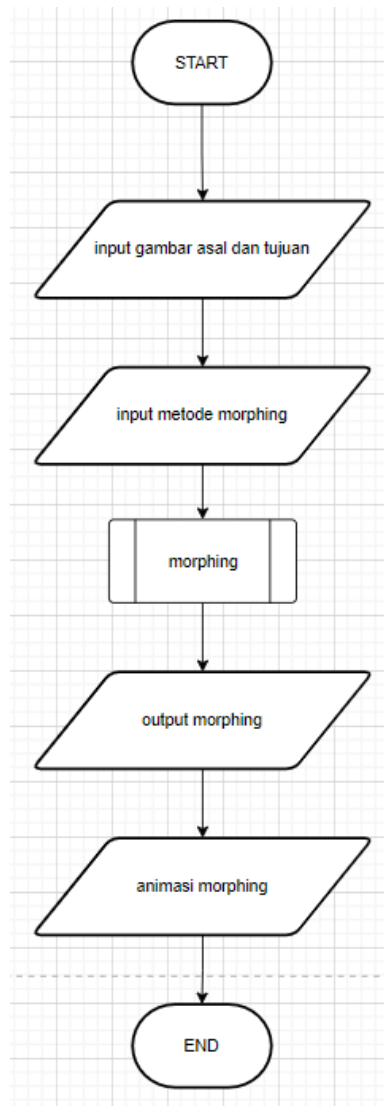 START
input gambar asal dan tujuan
input metode morphing
morphing
output morphing
animasi morphing
END